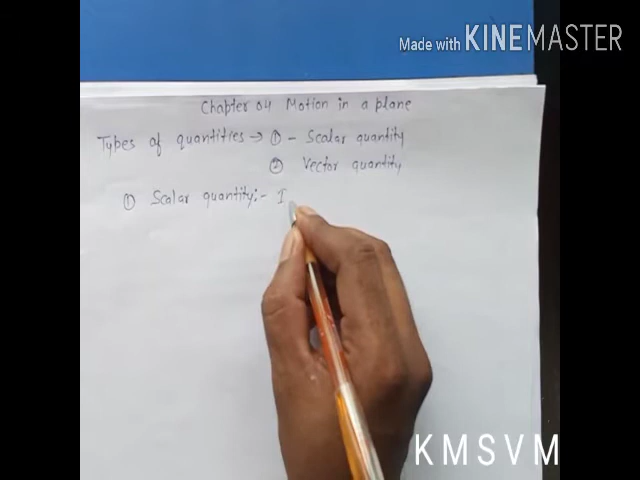 Made with KINEMASTER
Chapter 04 Motion in a plane
Types of quantities → ① - Scalar quantity
② Vector quantity
① Scalar quantity:- I
KMSVM